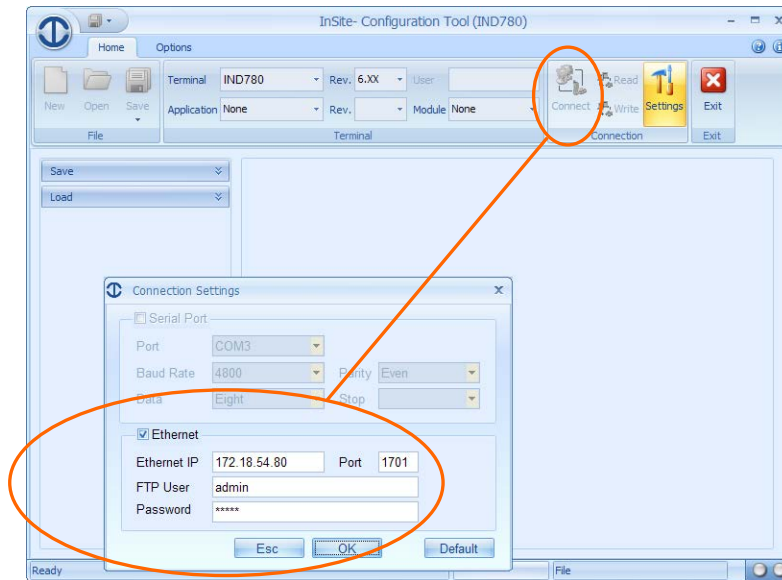 InSite- Configuration Tool (IND780)
Home Options
Terminal IND780 Rev. 6.XX User
New Open Save Application None Rev. Module None Connect Read Write Settings Exit
File Terminal Connection Exit
Save
Load
Connection Settings
Serial Port
Port COM3
Baud Rate 4800 Parity Even
Data Eight Stop
Ethernet
Ethernet IP 172.18.54.80 Port 1701
FTP User admin
Password *****
Esc OK Default
Ready File